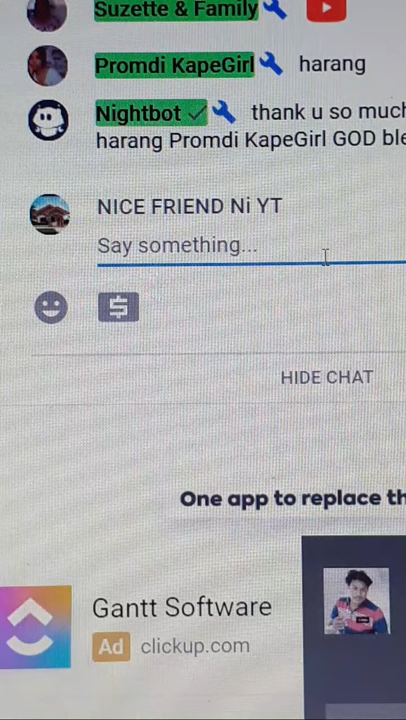 Suzette & Family
Promdi KapeGirl harang
Nightbot thank u so much
harang Promdi KapeGirl GOD ble
NICE FRIEND Ni YT
Say something...
HIDE CHAT
One app to replace th
Gantt Software
Ad clickup.com